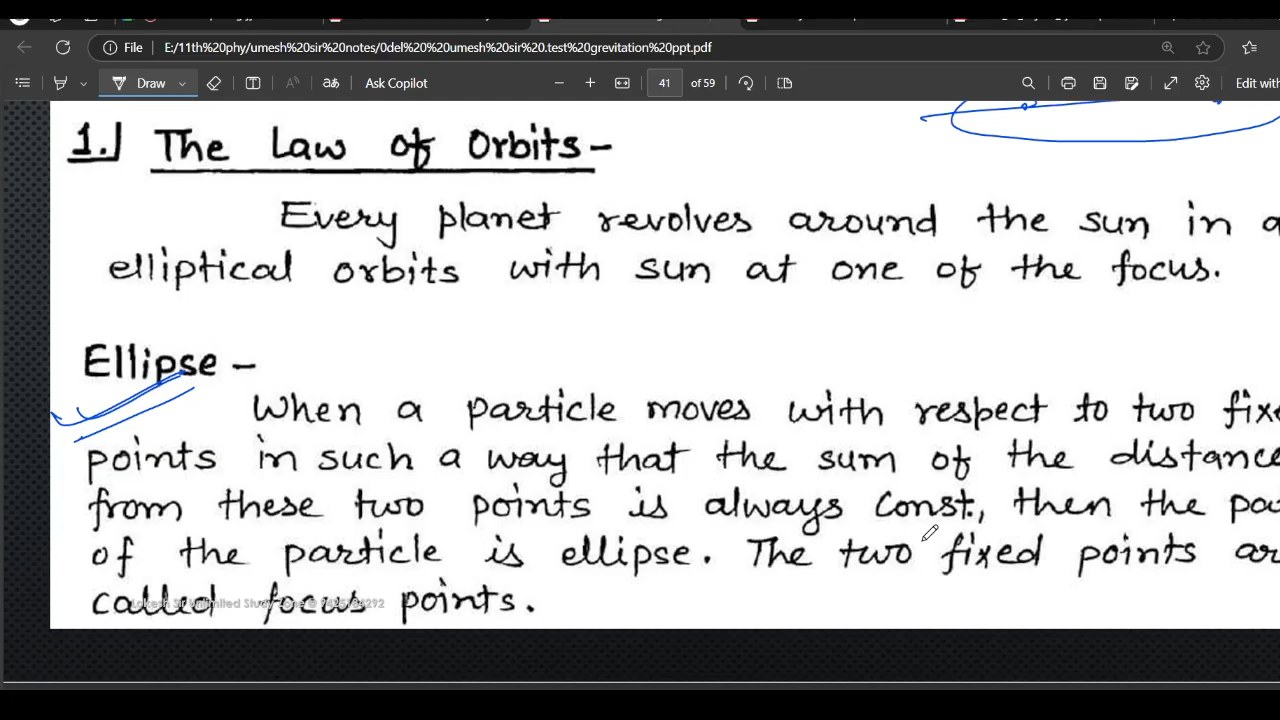 File E:/11th%20phy/umesh%20sir%20notes/0del%20%20umesh%20sir%20.test%20grevitation%20ppt.pdf
Draw aあ Ask Copilot 41 of 59 Edit with
1.] The Law of Orbits-
Every planet revolves around the sun in a
elliptical orbits with sun at one of the focus.
Ellipse -
When a particle moves with respect to two fixe
points in such a way that the sum of the distance
from these two points is always Const., then the pa
of the particle is ellipse. The two fixed points ar
called focus points.